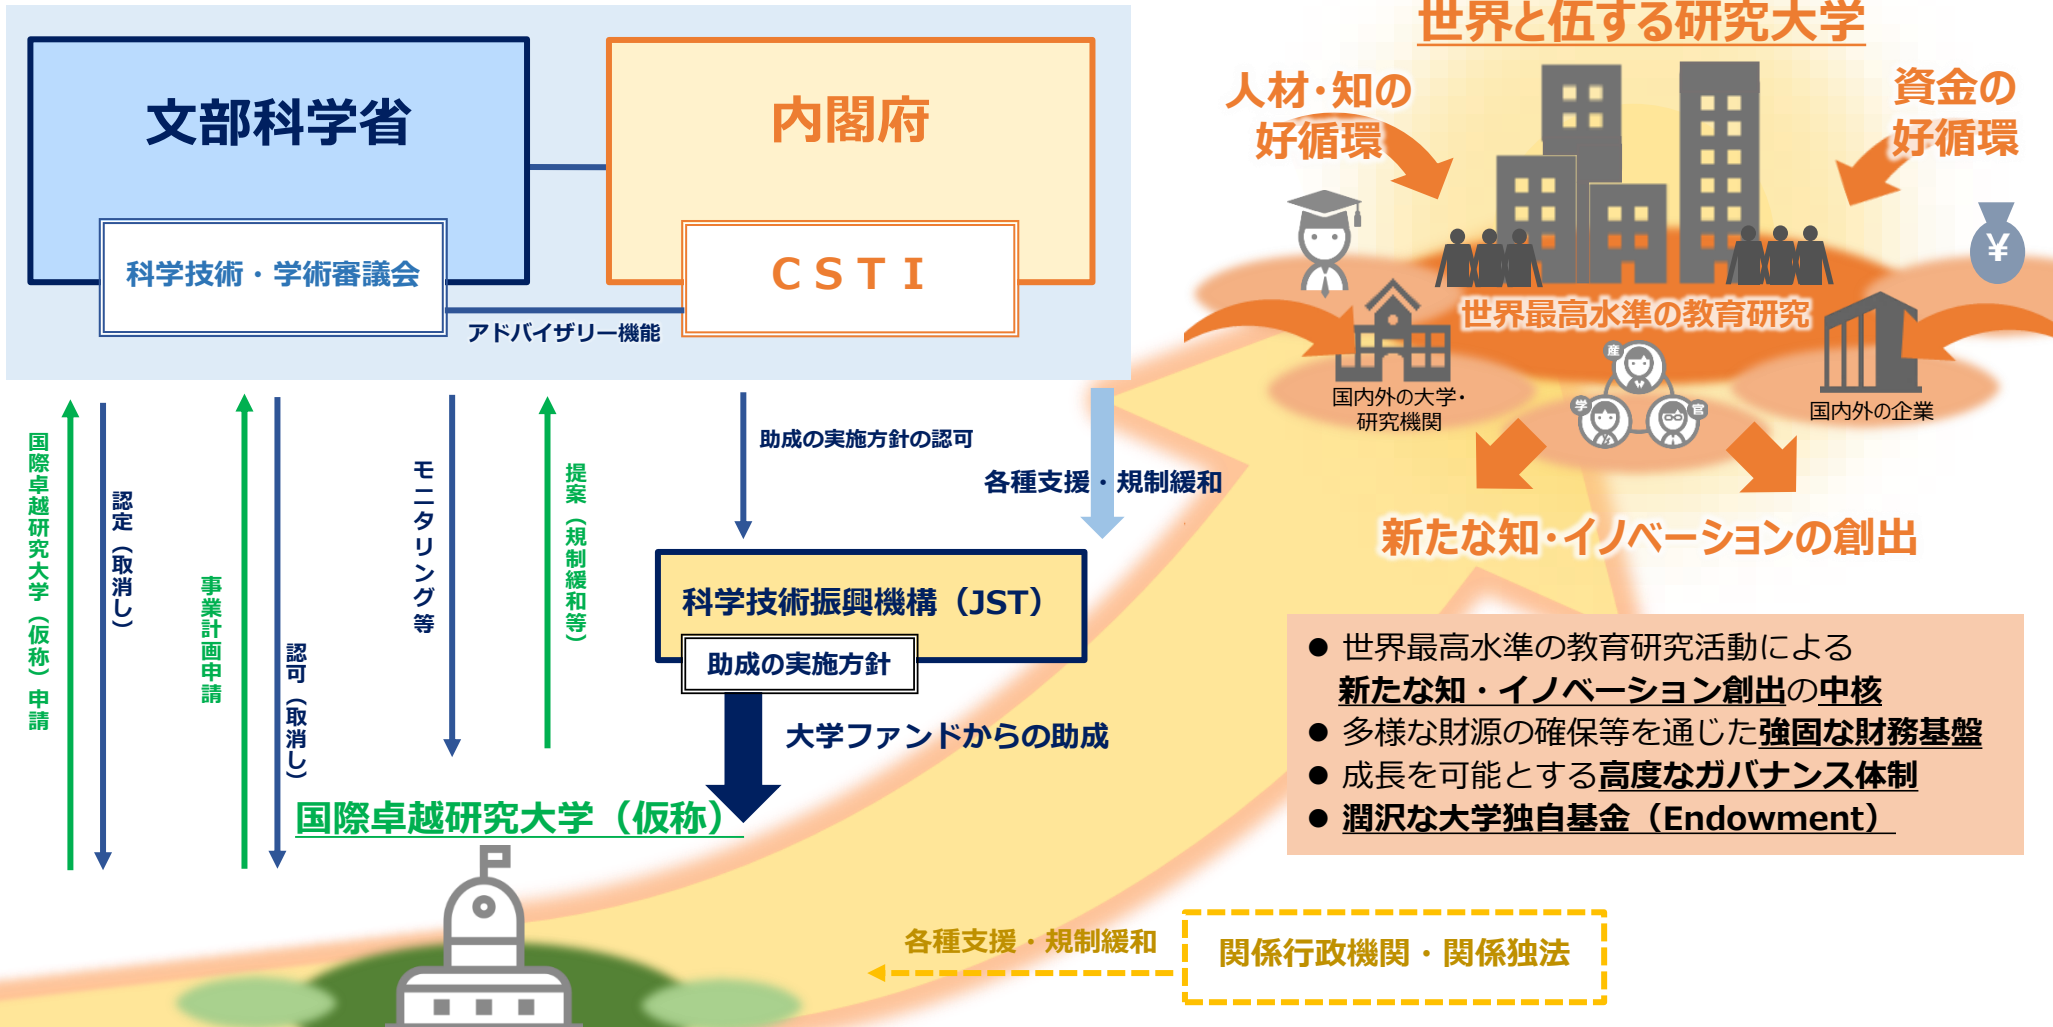 文部科学省
科学技術・学術審議会
内閣府
ＣＳＴＩ
アドバイザリー機能
国際卓越研究大学（仮称）申請
認定（取消し）
事業計画申請
認可（取消し）
モニタリング等
提案（規制緩和等）
助成の実施方針の認可
各種支援・規制緩和
科学技術振興機構（JST）
助成の実施方針
大学ファンドからの助成
国際卓越研究大学（仮称）
各種支援・規制緩和
関係行政機関・関係独法
世界と伍する研究大学
人材・知の
好循環
資金の
好循環
¥
世界最高水準の教育研究
産
学
官
国内外の大学・
研究機関
国内外の企業
新たな知・イノベーションの創出
● 世界最高水準の教育研究活動による
新たな知・イノベーション創出の中核
● 多様な財源の確保等を通じた強固な財務基盤
● 成長を可能とする高度なガバナンス体制
● 潤沢な大学独自基金（Endowment）